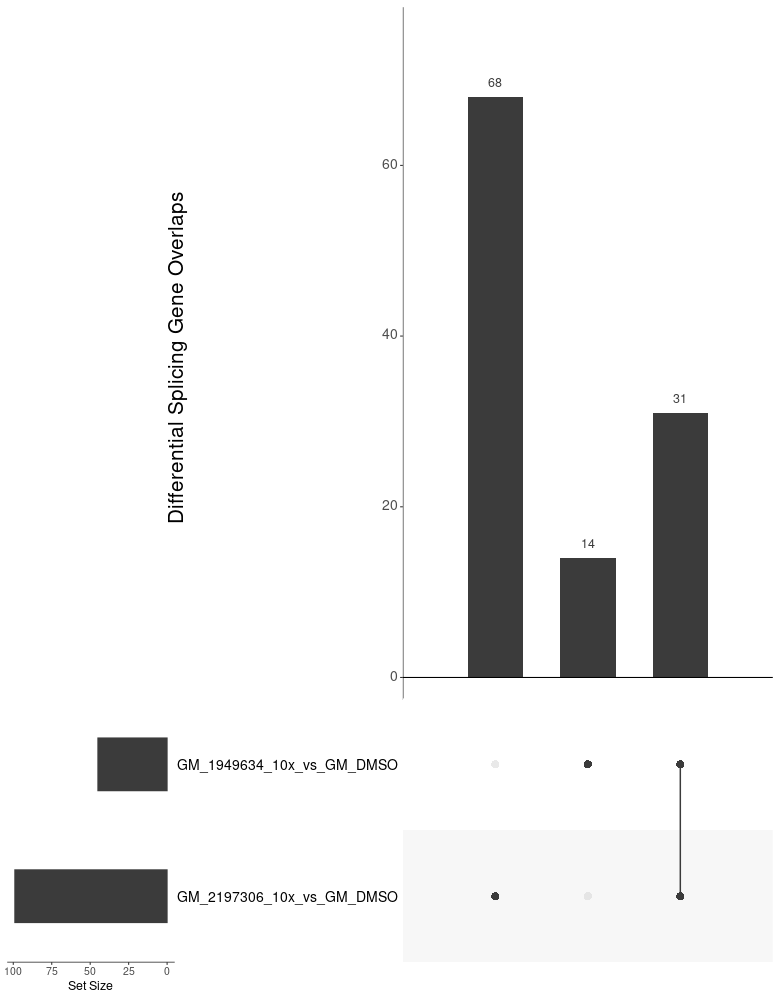 Differential Splicing Gene Overlaps
68
60
40
31
20
14
0
GM_1949634_10x_vs_GM_DMSO
GM_2197306_10x_vs_GM_DMSO
100 75 50 25 0
Set Size